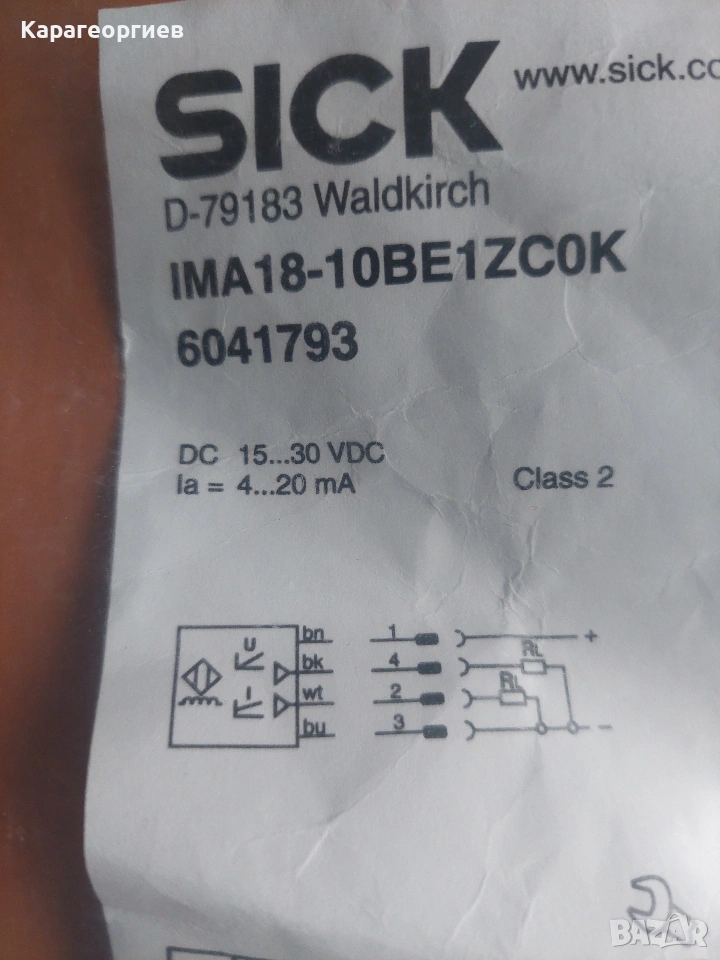 Карагеоргиев
SICK
www.sick.co
D-79183 Waldkirch
IMA18-10BE1ZC0K
6041793
DC 15...30 VDC
Ia = 4...20 mA
Class 2
bn 1 +
U bk 4 RL
I wt 2 RL
bu 3 -
BAZAR